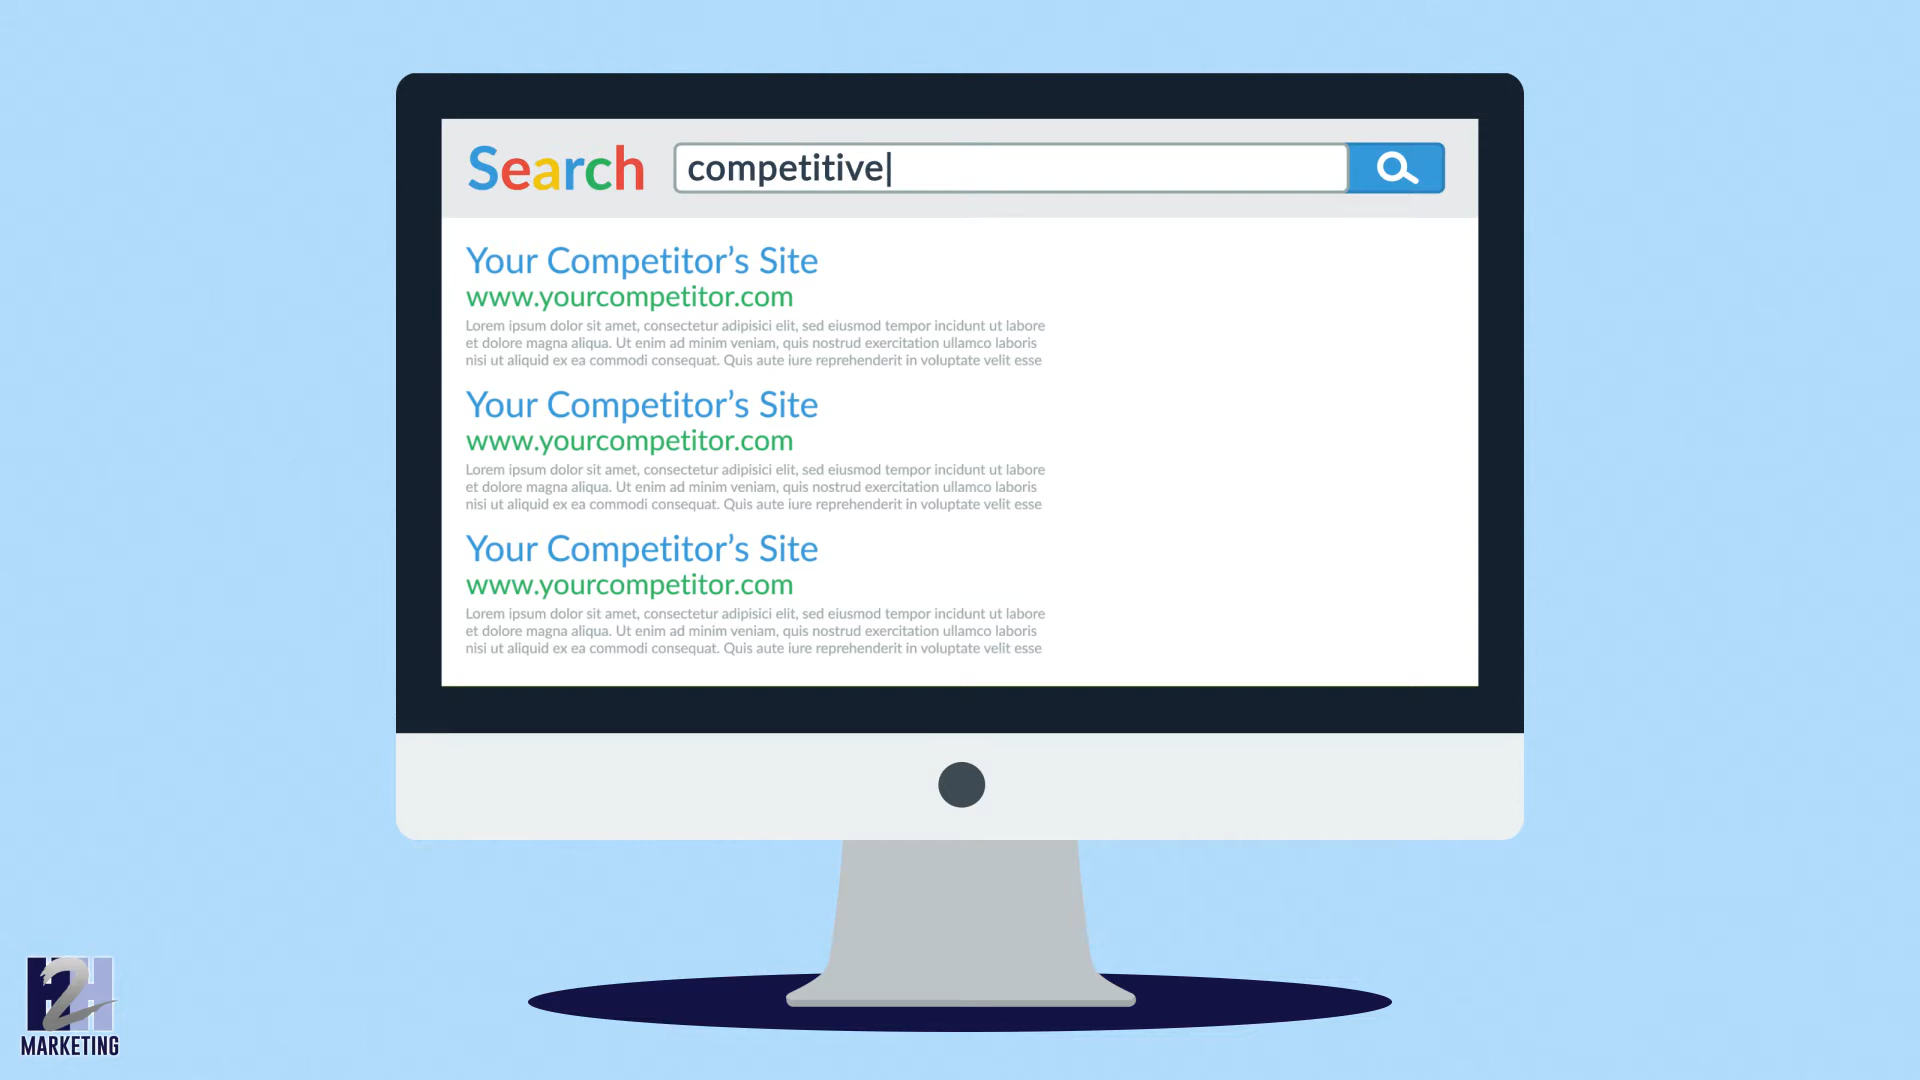 Search
competitive
Your Competitor's Site
www.yourcompetitor.com
Lorem ipsum dolor sit amet, consectetur adipisici elit, sed eiusmod tempor incidunt ut labore
et dolore magna aliqua. Ut enim ad minim veniam, quis nostrud exercitation ullamco laboris
nisi ut aliquid ex ea commodi consequat. Quis aute iure reprehenderit in voluptate velit esse
Your Competitor's Site
www.yourcompetitor.com
Lorem ipsum dolor sit amet, consectetur adipisici elit, sed eiusmod tempor incidunt ut labore
et dolore magna aliqua. Ut enim ad minim veniam, quis nostrud exercitation ullamco laboris
nisi ut aliquid ex ea commodi consequat. Quis aute iure reprehenderit in voluptate velit esse
Your Competitor's Site
www.yourcompetitor.com
Lorem ipsum dolor sit amet, consectetur adipisici elit, sed eiusmod tempor incidunt ut labore
et dolore magna aliqua. Ut enim ad minim veniam, quis nostrud exercitation ullamco laboris
nisi ut aliquid ex ea commodi consequat. Quis aute iure reprehenderit in voluptate velit esse
H2H
MARKETING